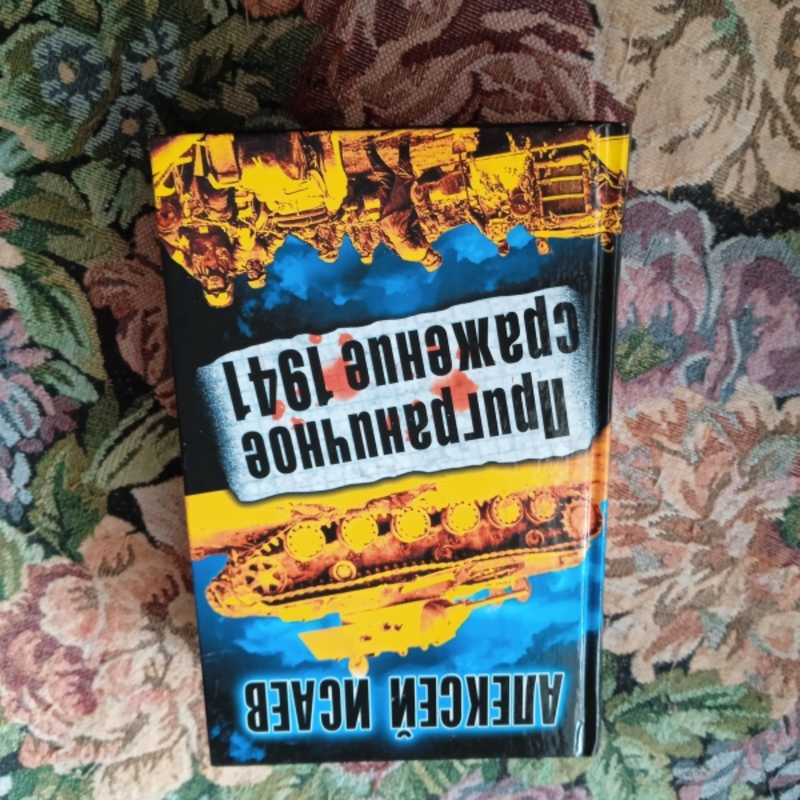 АЛЕКСЕЙ ИСАЕВ
Приграничное
сражение 1941